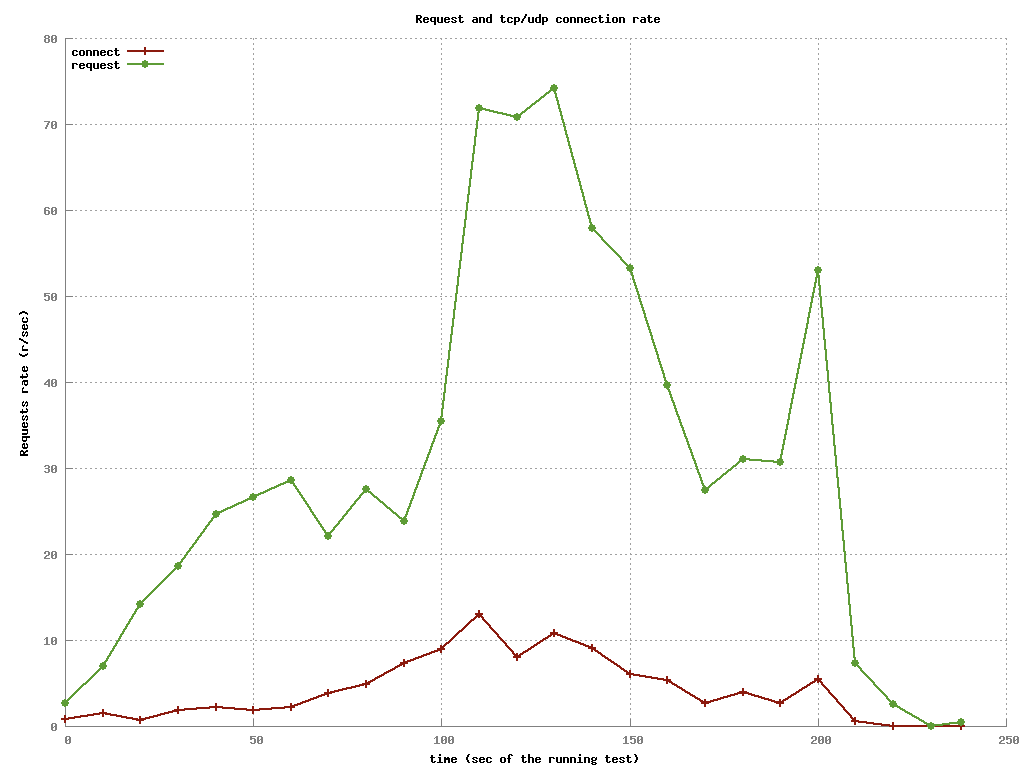 Request and tcp/udp connection rate
connect
request
80
70
60
50
40
30
20
10
0
Requests rate (r/sec)
0 50 100 150 200 250
time (sec of the running test)